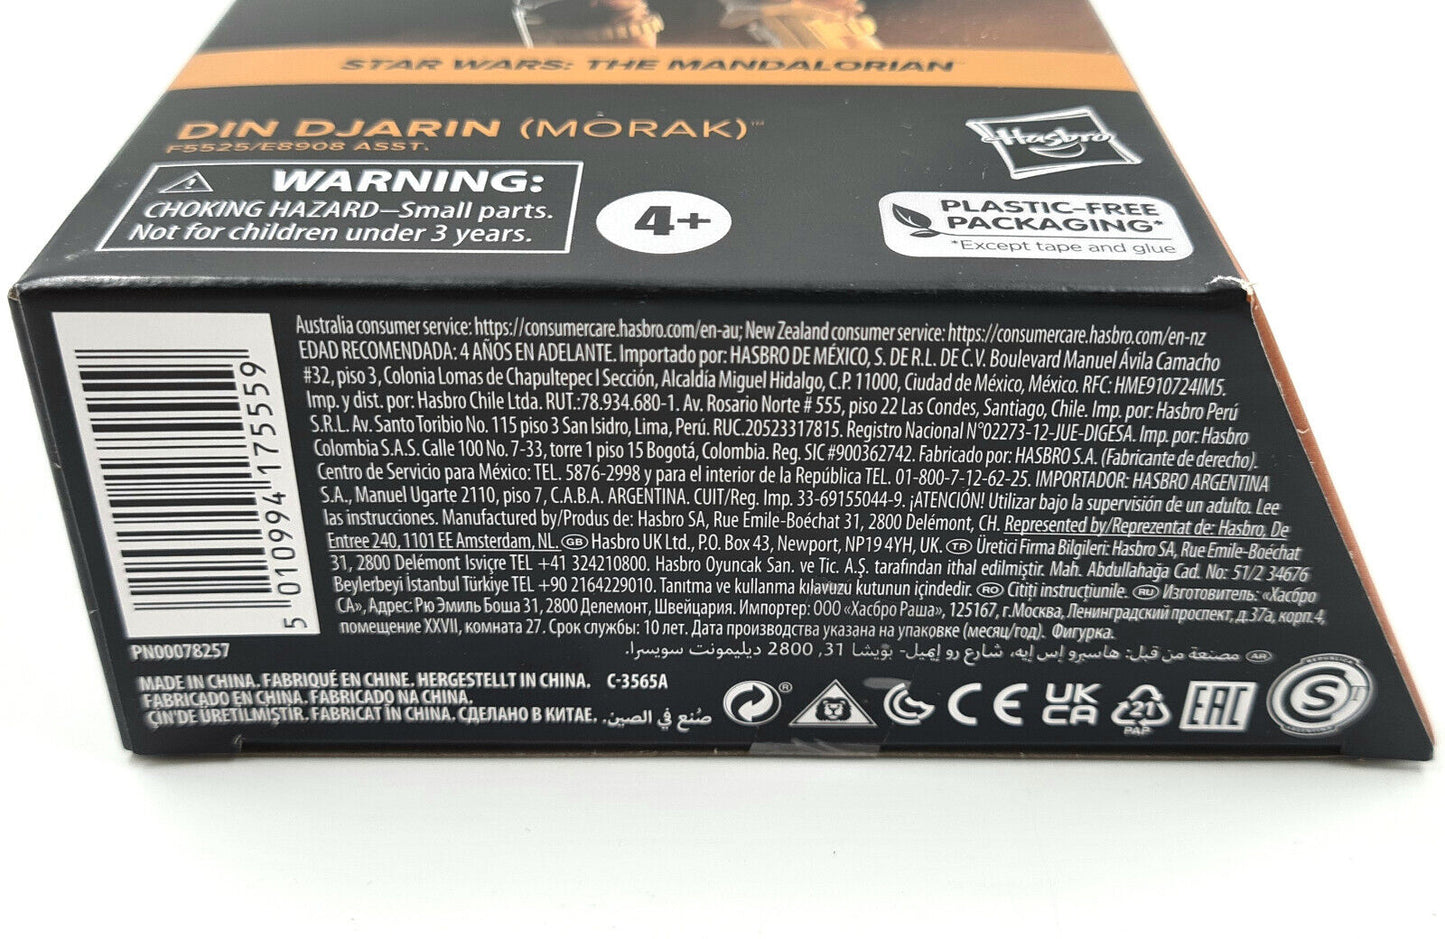 STAR WARS: THE MANDALORIAN
DIN DJARIN (MORAK)™
F5525/E8908 ASST.
Hasbro
WARNING:
CHOKING HAZARD—Small parts.
Not for children under 3 years.
4+
PLASTIC-FREE
PACKAGING*
*Except tape and glue
Australia consumer service: https://consumercare.hasbro.com/en-au; New Zealand consumer service: https://consumercare.hasbro.com/en-nz
EDAD RECOMENDADA: 4 AÑOS EN ADELANTE. Importado por: HASBRO DE MÉXICO, S. DE R.L. DE C.V. Boulevard Manuel Ávila Camacho
#32, piso 3, Colonia Lomas de Chapultepec I Sección, Alcaldía Miguel Hidalgo, C.P. 11000, Ciudad de México, México. RFC: HME910724IM5.
Imp. y dist. por: Hasbro Chile Ltda. RUT.:78.934.680-1. Av. Rosario Norte # 555, piso 22 Las Condes, Santiago, Chile. Imp. por: Hasbro Perú
S.R.L. Av. Santo Toribio No. 115 piso 3 San Isidro, Lima, Perú. RUC.20523317815. Registro Nacional N°02273-12-JUE-DIGESA. Imp. por: Hasbro
Colombia S.A.S. Calle 100 No. 7-33, torre 1 piso 15 Bogotá, Colombia. Reg. SIC #900362742. Fabricado por: HASBRO S.A. (Fabricante de derecho).
Centro de Servicio para México: TEL. 5876-2998 y para el interior de la República TEL. 01-800-7-12-62-25. IMPORTADOR: HASBRO ARGENTINA
S.A., Manuel Ugarte 2110, piso 7, C.A.B.A. ARGENTINA. CUIT/Reg. Imp. 33-69155044-9. ¡ATENCIÓN! Utilizar bajo la supervisión de un adulto. Lee
las instrucciones. Manufactured by/Produs de: Hasbro SA, Rue Emile-Boéchat 31, 2800 Delémont, CH. Represented by/Reprezentat de: Hasbro, De
Entree 240, 1101 EE Amsterdam, NL. GB Hasbro UK Ltd., P.O. Box 43, Newport, NP19 4YH, UK. TR Üretici Firma Bilgileri: Hasbro SA, Rue Emile-Boéchat
31, 2800 Delémont Isviçre TEL +41 324210800. Hasbro Oyuncak San. ve Tic. A.Ş. tarafından ithal edilmiştir. Mah. Abdullahağa Cad. No: 51/2 34676
Beylerbeyi İstanbul Türkiye TEL +90 2164229010. Tanıtma ve kullanma kılavuzu kutunun içindedir. RO Citiți instrucțiunile. RU Изготовитель: «Хасбро
СА», Адрес: Рю Эмиль Боша 31, 2800 Делемонт, Швейцария. Импортер: ООО «Хасбро Раша», 125167, г.Москва, Ленинградский проспект, д.37а, корп.4,
помещение XXVII, комната 27. Срок службы: 10 лет. Дата производства указана на упаковке (месяц/год). Фигурка.
AR مصنعة من قبل: هاسبرو إس إيه، شارع رو إيميل- بؤيشا 31, 2800 ديليمونت سويسرا.
5 010994 175559
PN00078257
MADE IN CHINA. FABRIQUÉ EN CHINE. HERGESTELLT IN CHINA. C-3565A
FABRICADO EN CHINA. FABRICADO NA CHINA.
ÇİN'DE ÜRETİLMİŞTİR. FABRICAT ÎN CHINA. СДЕЛАНО В КИТАЕ. صُنع في الصين.
®
CE
UK
CA
21
PAP
EAC
S